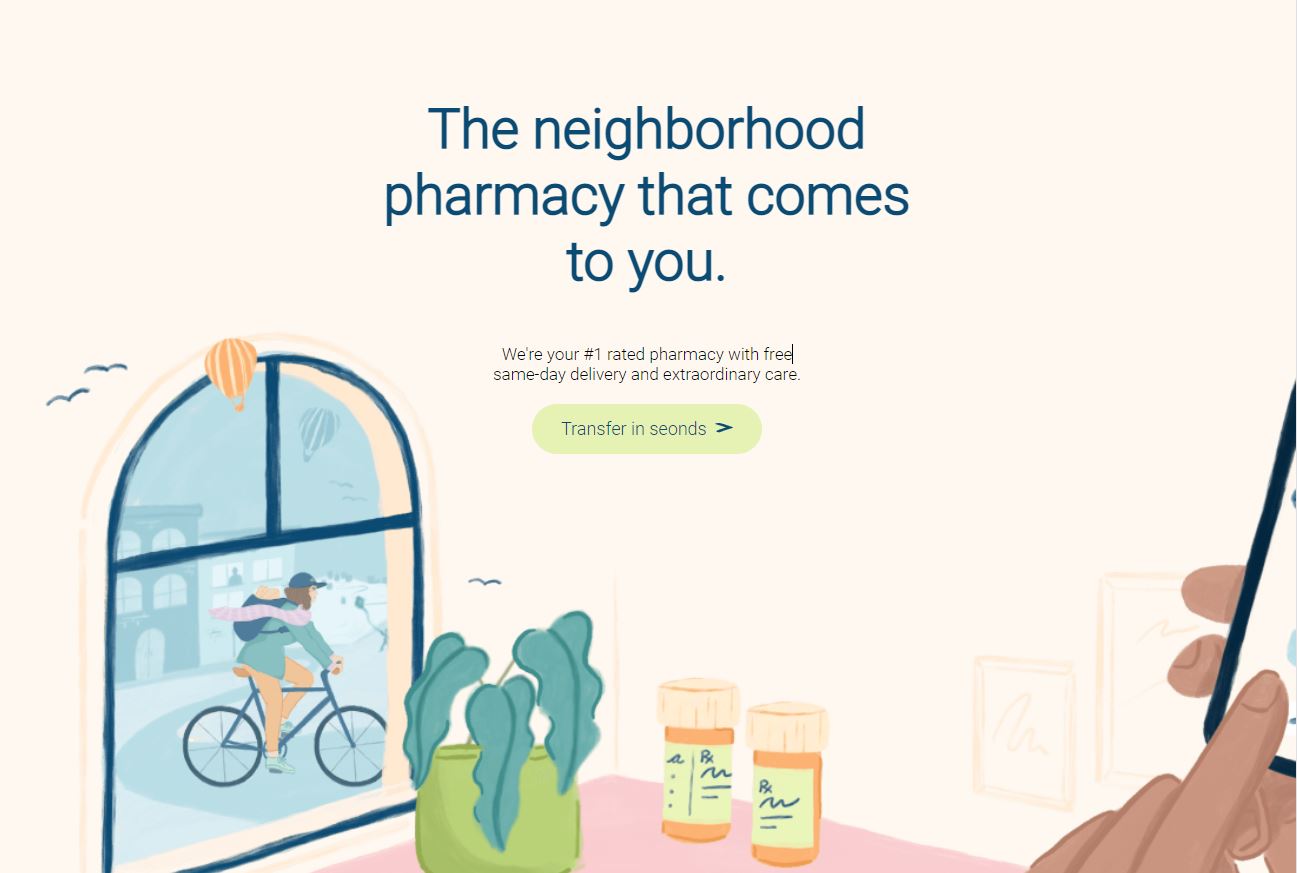 The neighborhood
pharmacy that comes
to you.
We're your #1 rated pharmacy with free
same-day delivery and extraordinary care.
Transfer in seonds
Rx
Rx